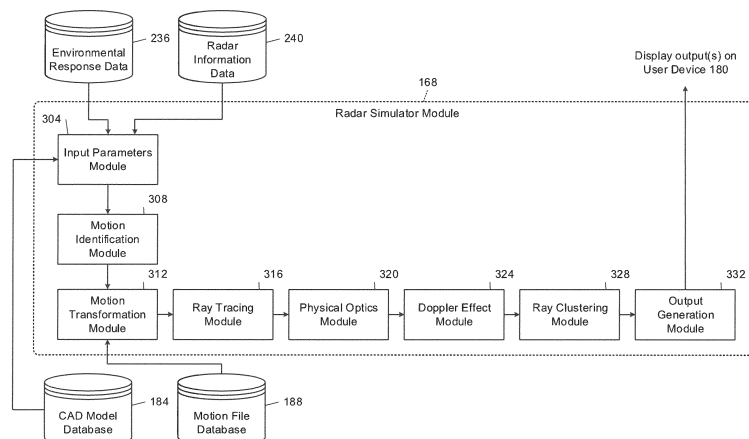 Environmental
Response Data
236
Radar
Information
Data
240
Display output(s) on
User Device 180
168
Radar Simulator Module
304
Input Parameters
Module
308
Motion
Identification
Module
312
Motion
Transformation
Module
316
Ray Tracing
Module
320
Physical Optics
Module
324
Doppler Effect
Module
328
Ray Clustering
Module
332
Output
Generation
Module
CAD Model
Database
184
Motion File
Database
188